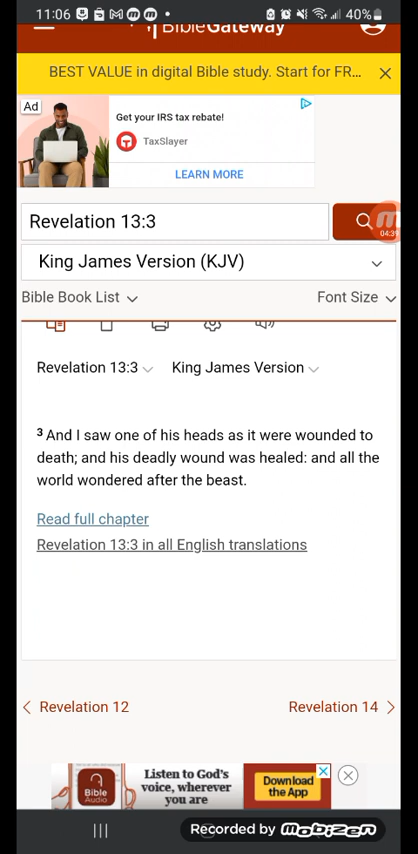 11:06 40%
BibleGateway
BEST VALUE in digital Bible study. Start for FR...
Ad
Get your IRS tax rebate!
TaxSlayer
LEARN MORE
Revelation 13:3
04:39
King James Version (KJV)
Bible Book List Font Size
Revelation 13:3 King James Version
3 And I saw one of his heads as it were wounded to
death; and his deadly wound was healed: and all the
world wondered after the beast.
Read full chapter
Revelation 13:3 in all English translations
Revelation 12 Revelation 14
Bible
Audio
Listen to God's
voice, wherever
you are
Download
the App
Recorded by mobizen